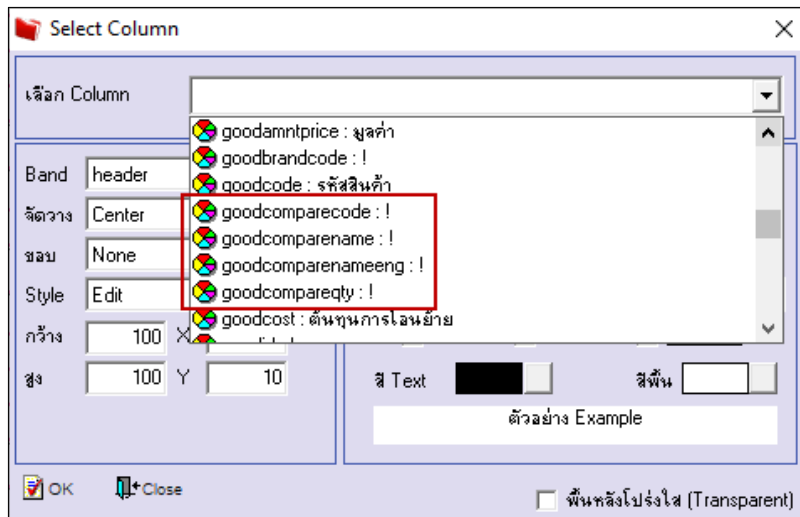 Select Column
เลือก Column
goodamntprice : มูลค่า
goodbrandcode : !
goodcode : รหัสสินค้า
goodcomparecode : !
goodcomparename : !
goodcomparenameeng : !
goodcompareqty : !
goodcost : ต้นทุนการโอนย้าย
Band header
จัดวาง Center
ขอบ None
Style Edit
กว้าง 100 X
สูง 100 Y 10
สี Text สีพื้น
ตัวอย่าง Example
OK Close
พื้นหลังโปร่งใส (Transparent)